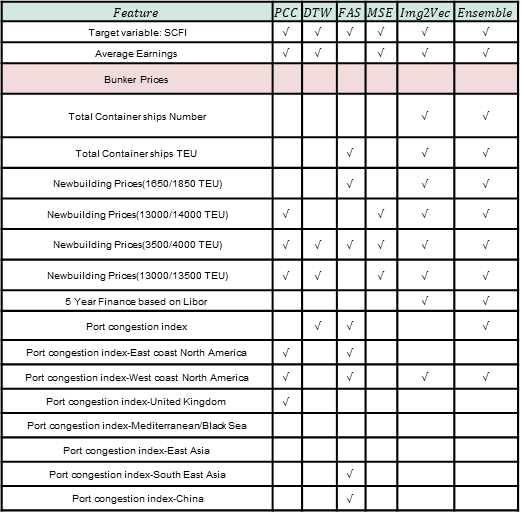 Feature PCC DTW FAS MSE Img2Vec Ensemble
Target variable: SCFI √ √ √ √ √ √
Average Earnings √ √ √ √ √
Bunker Prices
Total Container ships Number √ √
Total Container ships TEU √ √ √
Newbuilding Prices(1650/1850 TEU) √ √ √
Newbuilding Prices(13000/14000 TEU) √ √ √ √
Newbuilding Prices(3500/4000 TEU) √ √ √ √ √ √
Newbuilding Prices(13000/13500 TEU) √ √ √ √ √
5 Year Finance based on Libor √ √
Port congestion index √ √ √
Port congestion index-East coast North America √ √
Port congestion index-West coast North America √ √ √ √
Port congestion index-United Kingdom √
Port congestion index-Mediterranean/Black Sea
Port congestion index-East Asia
Port congestion index-South East Asia √
Port congestion index-China √